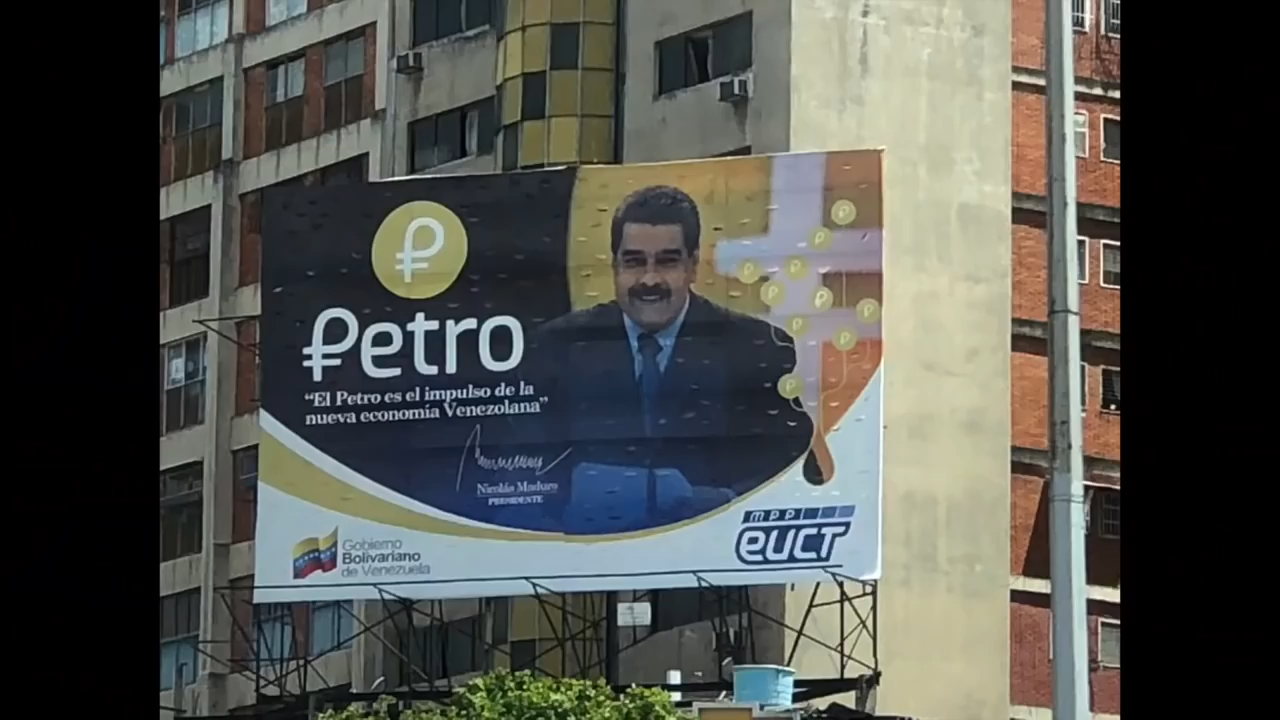 Petro
“El Petro es el impulso de la
nueva economía Venezolana”
Nicolás Maduro
PRESIDENTE
Gobierno
Bolivariano
de Venezuela
MPP
eUCT